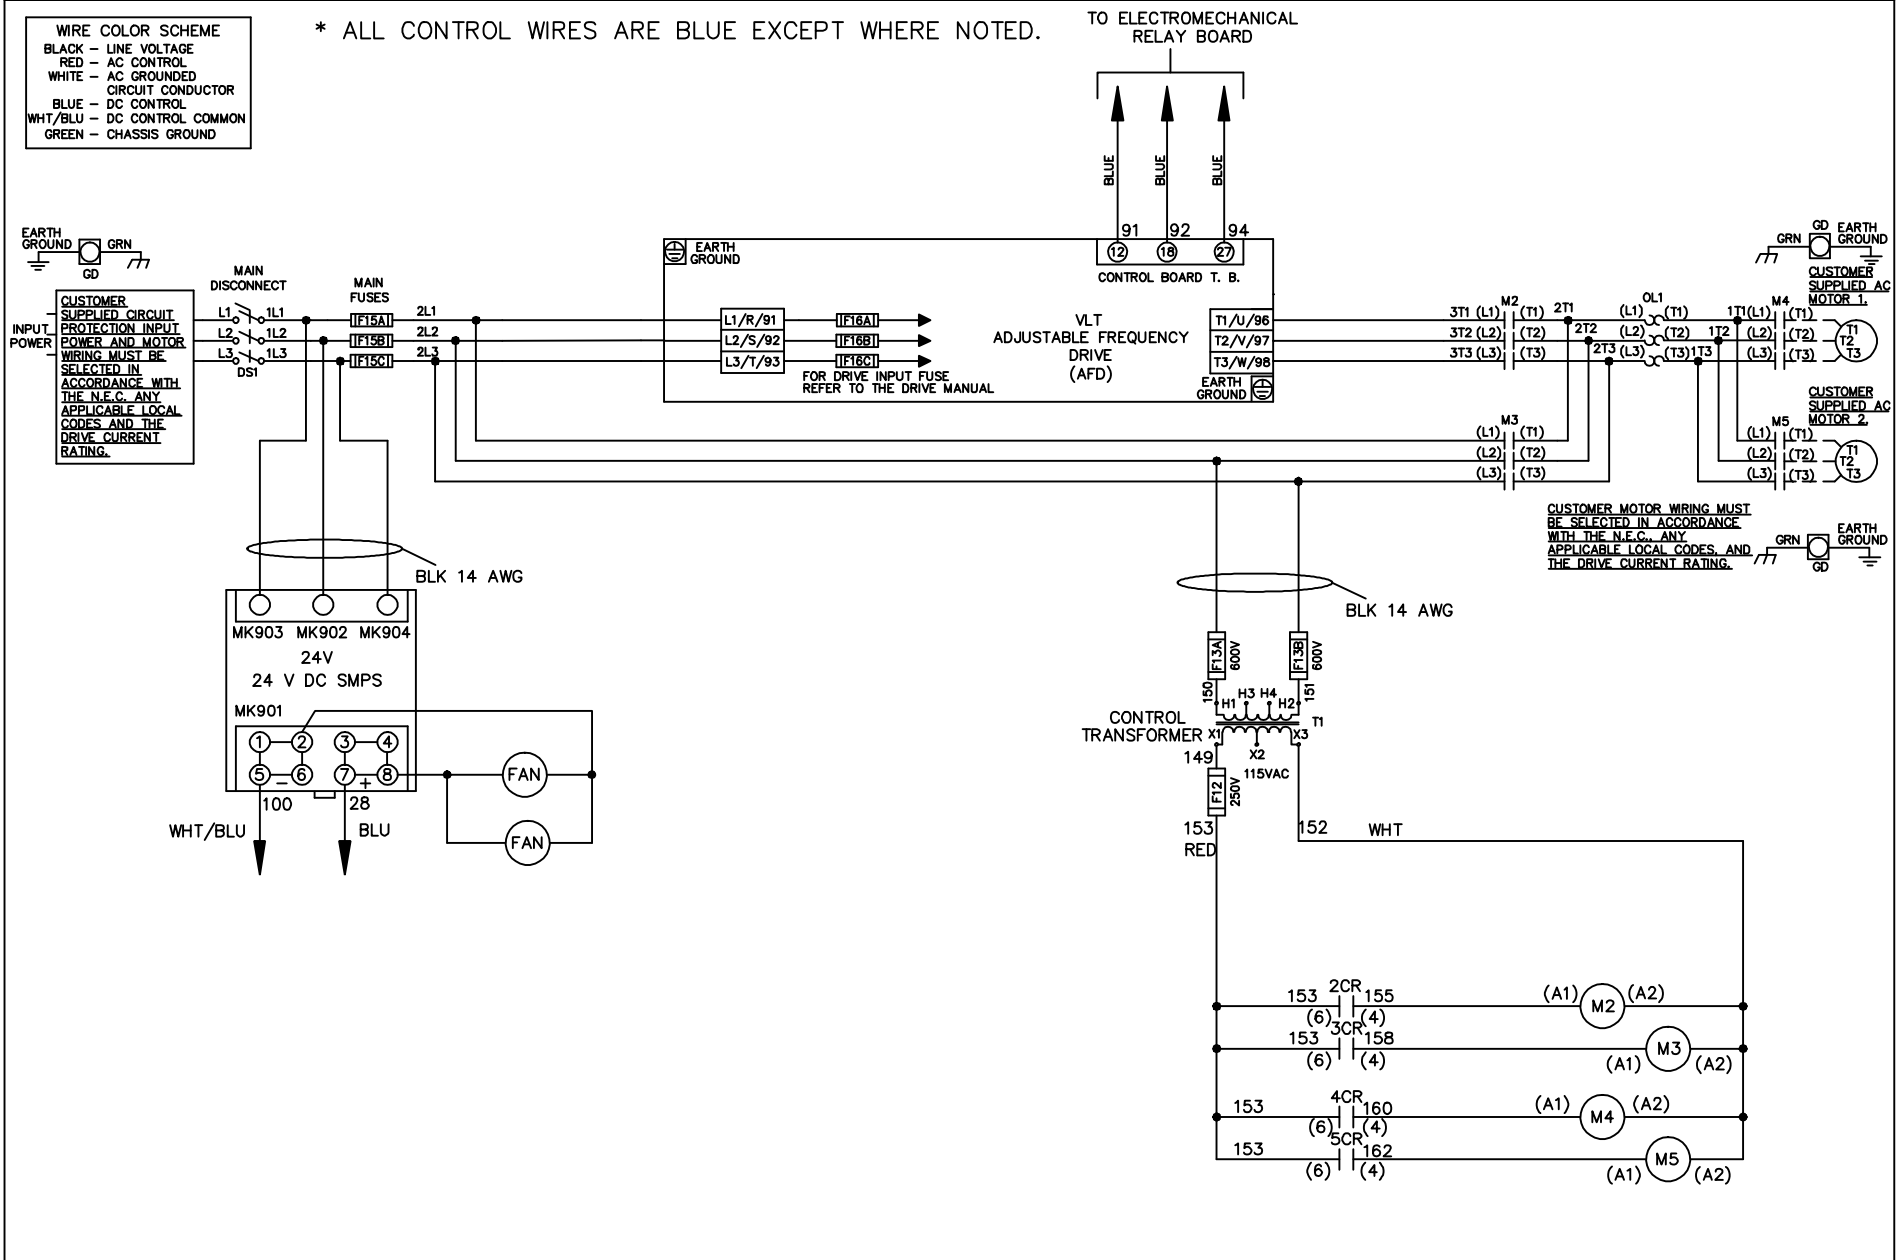 WIRE COLOR SCHEME
BLACK – LINE VOLTAGE
RED – AC CONTROL
WHITE – AC GROUNDED
CIRCUIT CONDUCTOR
BLUE – DC CONTROL
WHT/BLU – DC CONTROL COMMON
GREEN – CHASSIS GROUND
* ALL CONTROL WIRES ARE BLUE EXCEPT WHERE NOTED.
TO ELECTROMECHANICAL
RELAY BOARD
BLUE BLUE BLUE
91 92 94
12 18 27
CONTROL BOARD T. B.
EARTH
GROUND
GRN
GD
INPUT
POWER
CUSTOMER
SUPPLIED CIRCUIT
PROTECTION INPUT
POWER AND MOTOR
WIRING MUST BE
SELECTED IN
ACCORDANCE WITH
THE N.E.C. ANY
APPLICABLE LOCAL
CODES AND THE
DRIVE CURRENT
RATING.
MAIN
DISCONNECT
L1 1L1
L2 1L2
L3 1L3
DS1
MAIN
FUSES
F15A 2L1
F15B 2L2
F15C 2L3
EARTH
GROUND
L1/R/91 F16A
L2/S/92 F16B
L3/T/93 F16C
FOR DRIVE INPUT FUSE
REFER TO THE DRIVE MANUAL
VLT
ADJUSTABLE FREQUENCY
DRIVE
(AFD)
T1/U/96
T2/V/97
T3/W/98
EARTH
GROUND
M2
3T1 (L1) (T1) 2T1
3T2 (L2) (T2) 2T2
3T3 (L3) (T3) 2T3
OL1
(L1) (T1) 1T1
(L2) (T2) 1T2
(L3) (T3) 1T3
M4
(L1) (T1)
(L2) (T2)
(L3) (T3)
T1
T2
T3
GD
GRN
EARTH
GROUND
CUSTOMER
SUPPLIED AC
MOTOR 1.
M3
(L1) (T1)
(L2) (T2)
(L3) (T3)
CUSTOMER
SUPPLIED AC
MOTOR 2.
M5
(L1) (T1)
(L2) (T2)
(L3) (T3)
T1
T2
T3
CUSTOMER MOTOR WIRING MUST
BE SELECTED IN ACCORDANCE
WITH THE N.E.C., ANY
APPLICABLE LOCAL CODES, AND
THE DRIVE CURRENT RATING.
GRN
GD
EARTH
GROUND
BLK 14 AWG
MK903 MK902 MK904
24V
24 V DC SMPS
MK901
1 2 3 4
5 – 6 7 + 8
100 28
WHT/BLU BLU
FAN
FAN
BLK 14 AWG
F13A 600V
F13B 600V
150 151
H1 H3 H4 H2
T1
CONTROL
TRANSFORMER
X1 X2 X3
149
115VAC
F12 250V
153
RED
152 WHT
153 2CR 155 (A1) M2 (A2)
(6) (4)
153 3CR 158 M3
(6) (4) (A1) (A2)
153 4CR 160 (A1) M4 (A2)
(6) (4)
153 5CR 162 M5
(6) (4) (A1) (A2)